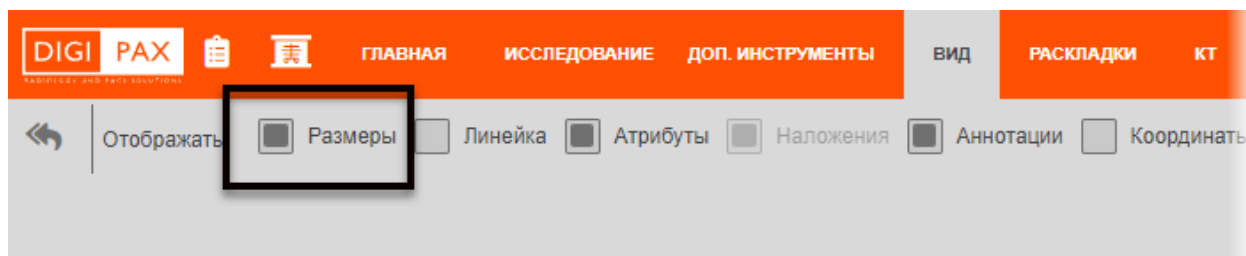 DIGI PAX ГЛАВНАЯ ИССЛЕДОВАНИЕ ДОП. ИНСТРУМЕНТЫ ВИД РАСКЛАДКИ КТ
RADIOLOGY AND PACS SOLUTIONS
Отображать Размеры Линейка Атрибуты Наложения Аннотации Координаты